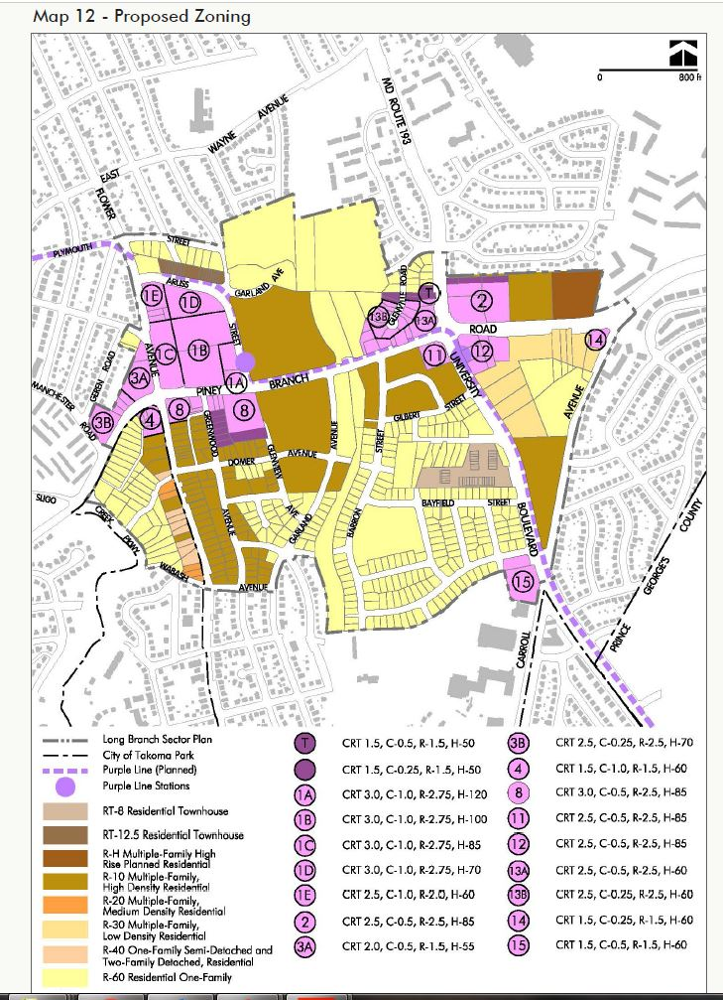 Map 12 - Proposed Zoning
0 800 ft
MD ROUTE 193
WAYNE AVENUE
EAST
FLOWER
STREET
PLYMOUTH
ARLISS
GARLAND AVE
GLENVILLE ROAD
T
1E
1D
13B
13A
2
ROAD
STREET
1C
1B
11
12
14
UNIVERSITY
AVENUE
GEREN ROAD
3A
1A
PINEY BRANCH
MANCHESTER
ROAD
3B
4
8
8
AVENUE
GREENWOOD
GILBERT STREET
STREET
AVENUE
DOMER AVENUE
GLENVIEW
SLIGO
CREEK
PKWY
AVENUE
AVE
GARLAND
BARRON
BAYFIELD STREET
BOULEVARD
WABASH
AVENUE
15
CARROLL
PRINCE GEORGE'S COUNTY
Long Branch Sector Plan
City of Takoma Park
Purple Line (Planned)
Purple Line Stations
RT-8 Residential Townhouse
RT-12.5 Residential Townhouse
R-H Multiple-Family High
Rise Planned Residential
R-10 Multiple-Family,
High Density Residential
R-20 Multiple-Family,
Medium Density Residential
R-30 Multiple-Family,
Low Density Residential
R-40 One-Family Semi-Detached and
Two-Family Detached, Residential
R-60 Residential One-Family
T CRT 1.5, C-0.5, R-1.5, H-50
CRT 1.5, C-0.25, R-1.5, H-50
1A CRT 3.0, C-1.0, R-2.75, H-120
1B CRT 3.0, C-1.0, R-2.75, H-100
1C CRT 3.0, C-1.0, R-2.75, H-85
1D CRT 3.0, C-1.0, R-2.75, H-70
1E CRT 2.5, C-1.0, R-2.0, H-60
2 CRT 2.5, C-0.5, R-2.5, H-85
3A CRT 2.0, C-0.5, R-1.5, H-55
3B CRT 2.5, C-0.25, R-2.5, H-70
4 CRT 1.5, C-1.0, R-1.5, H-60
8 CRT 3.0, C-0.5, R-2.5, H-85
11 CRT 2.5, C-0.5, R-2.5, H-85
12 CRT 2.5, C-0.5, R-2.5, H-85
13A CRT 2.5, C-0.5, R-2.5, H-60
13B CRT 2.5, C-0.25, R-2.5, H-60
14 CRT 1.5, C-0.25, R-1.5, H-60
15 CRT 1.5, C-0.5, R-1.5, H-60